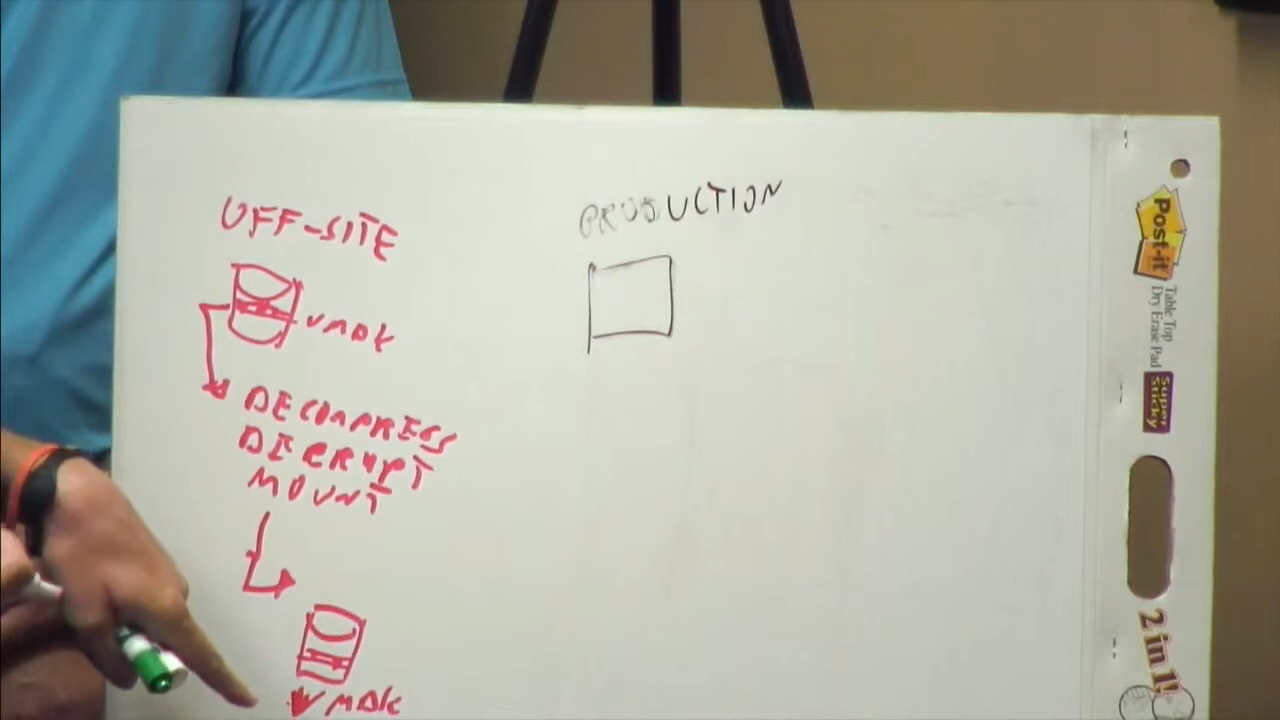 OFF-SITE
VMDK
DECOMPRESS
DECRYPT
MOUNT
VMDK
PRODUCTION
Post-it
Table Top
Dry Erase Pad
Super
Sticky
2 in 1!